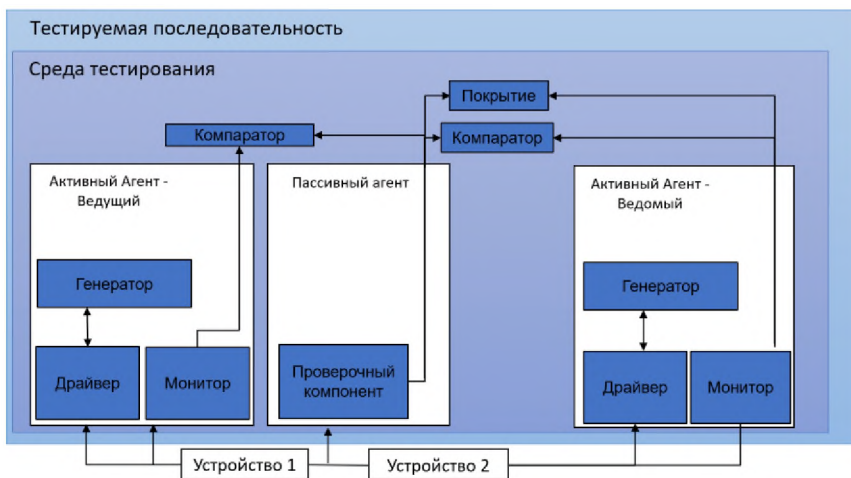 Тестируемая последовательность
Среда тестирования
Покрытие
Компаратор
Компаратор
Активный Агент -
Ведущий
Пассивный агент
Активный Агент -
Ведомый
Генератор
Генератор
Драйвер
Монитор
Проверочный
компонент
Драйвер
Монитор
Устройство 1
Устройство 2